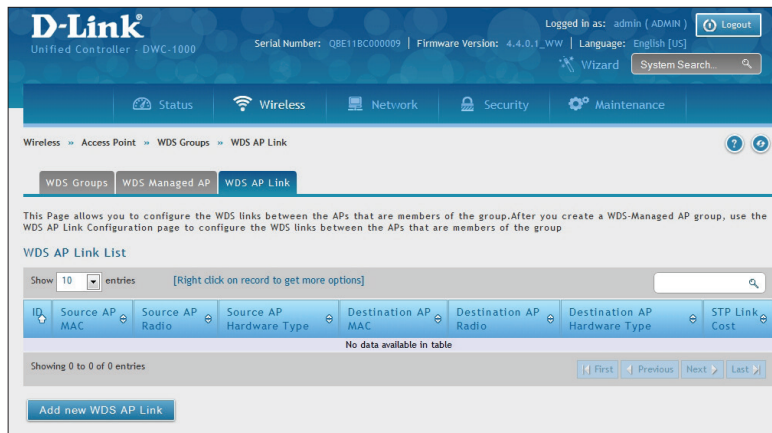 D-Link®
Unified Controller - DWC-1000
Logged in as: admin ( ADMIN ) Logout
Serial Number: QBE11BC000009 | Firmware Version: 4.4.0.1_WW | Language: English [US]
Wizard System Search...
Status Wireless Network Security Maintenance
Wireless » Access Point » WDS Groups » WDS AP Link
WDS Groups WDS Managed AP WDS AP Link
This Page allows you to configure the WDS links between the APs that are members of the group.After you create a WDS-Managed AP group, use the
WDS AP Link Configuration page to configure the WDS links between the APs that are members of the group
WDS AP Link List
Show 10 entries [Right click on record to get more options]
ID Source AP MAC Source AP Radio Source AP Hardware Type Destination AP MAC Destination AP Radio Destination AP Hardware Type STP Link Cost
No data available in table
Showing 0 to 0 of 0 entries First Previous Next Last
Add new WDS AP Link